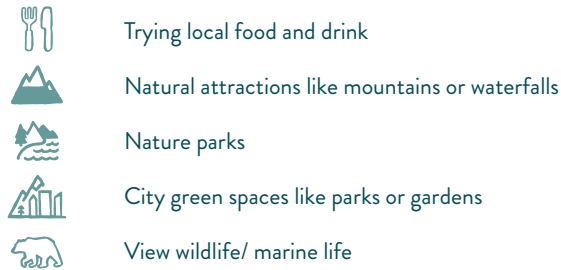 Trying local food and drink
Natural attractions like mountains or waterfalls
Nature parks
City green spaces like parks or gardens
View wildlife/ marine life